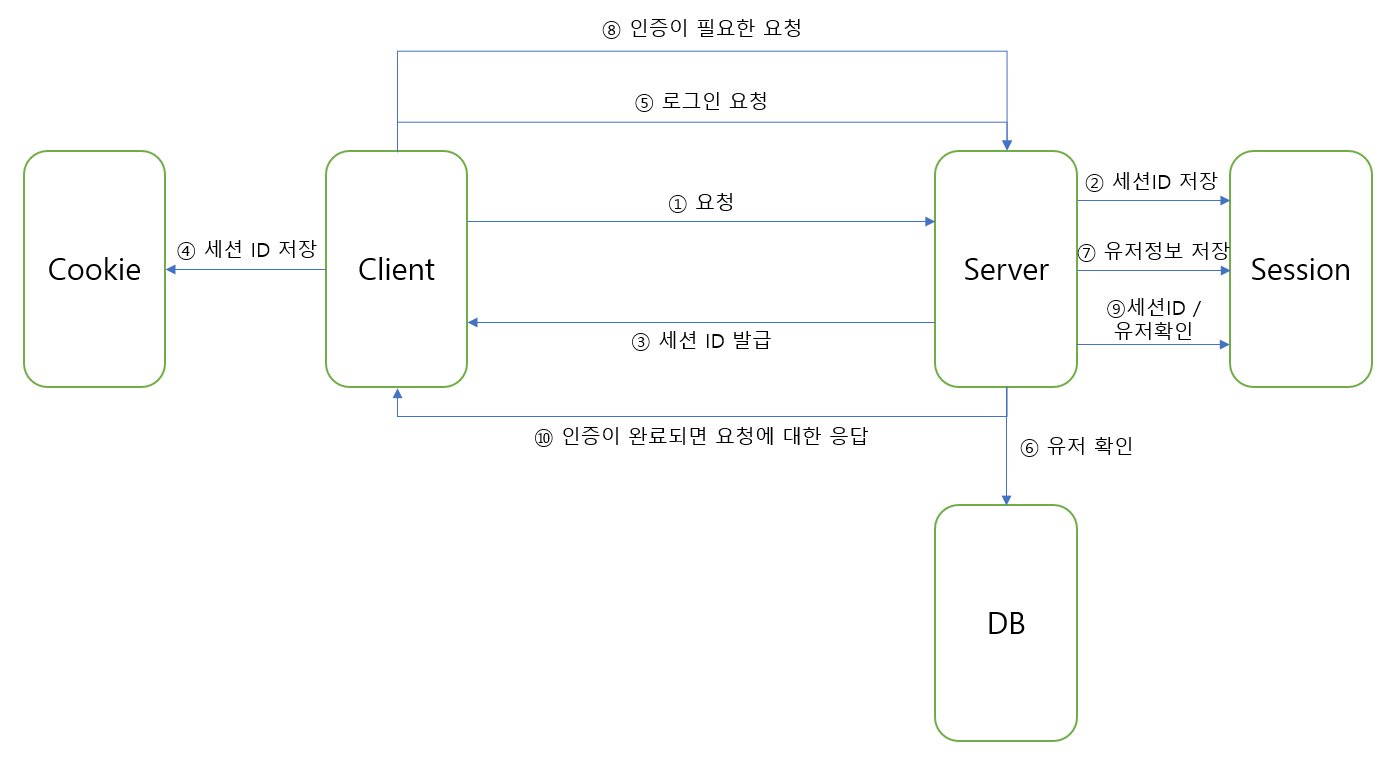 ⑧ 인증이 필요한 요청
⑤ 로그인 요청
② 세션ID 저장
① 요청
④ 세션 ID 저장
⑦ 유저정보 저장
Cookie
Client
Server
Session
⑨세션ID /
유저확인
③ 세션 ID 발급
⑩ 인증이 완료되면 요청에 대한 응답
⑥ 유저 확인
DB